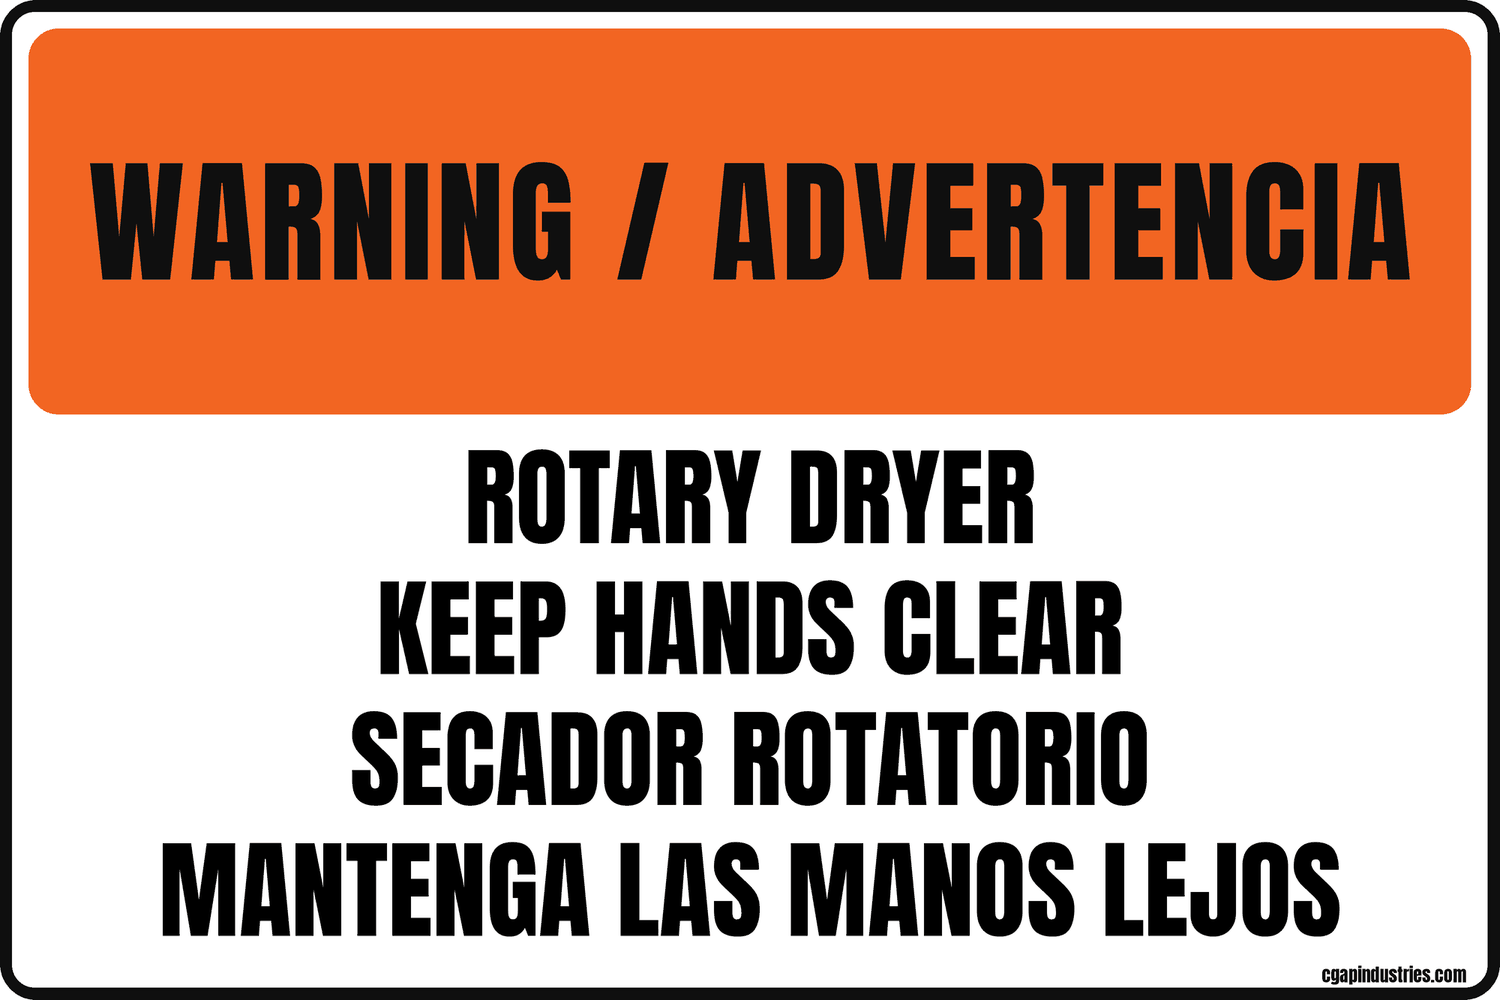 WARNING / ADVERTENCIA
ROTARY DRYER
KEEP HANDS CLEAR
SECADOR ROTATORIO
MANTENGA LAS MANOS LEJOS
cgapindustries.com